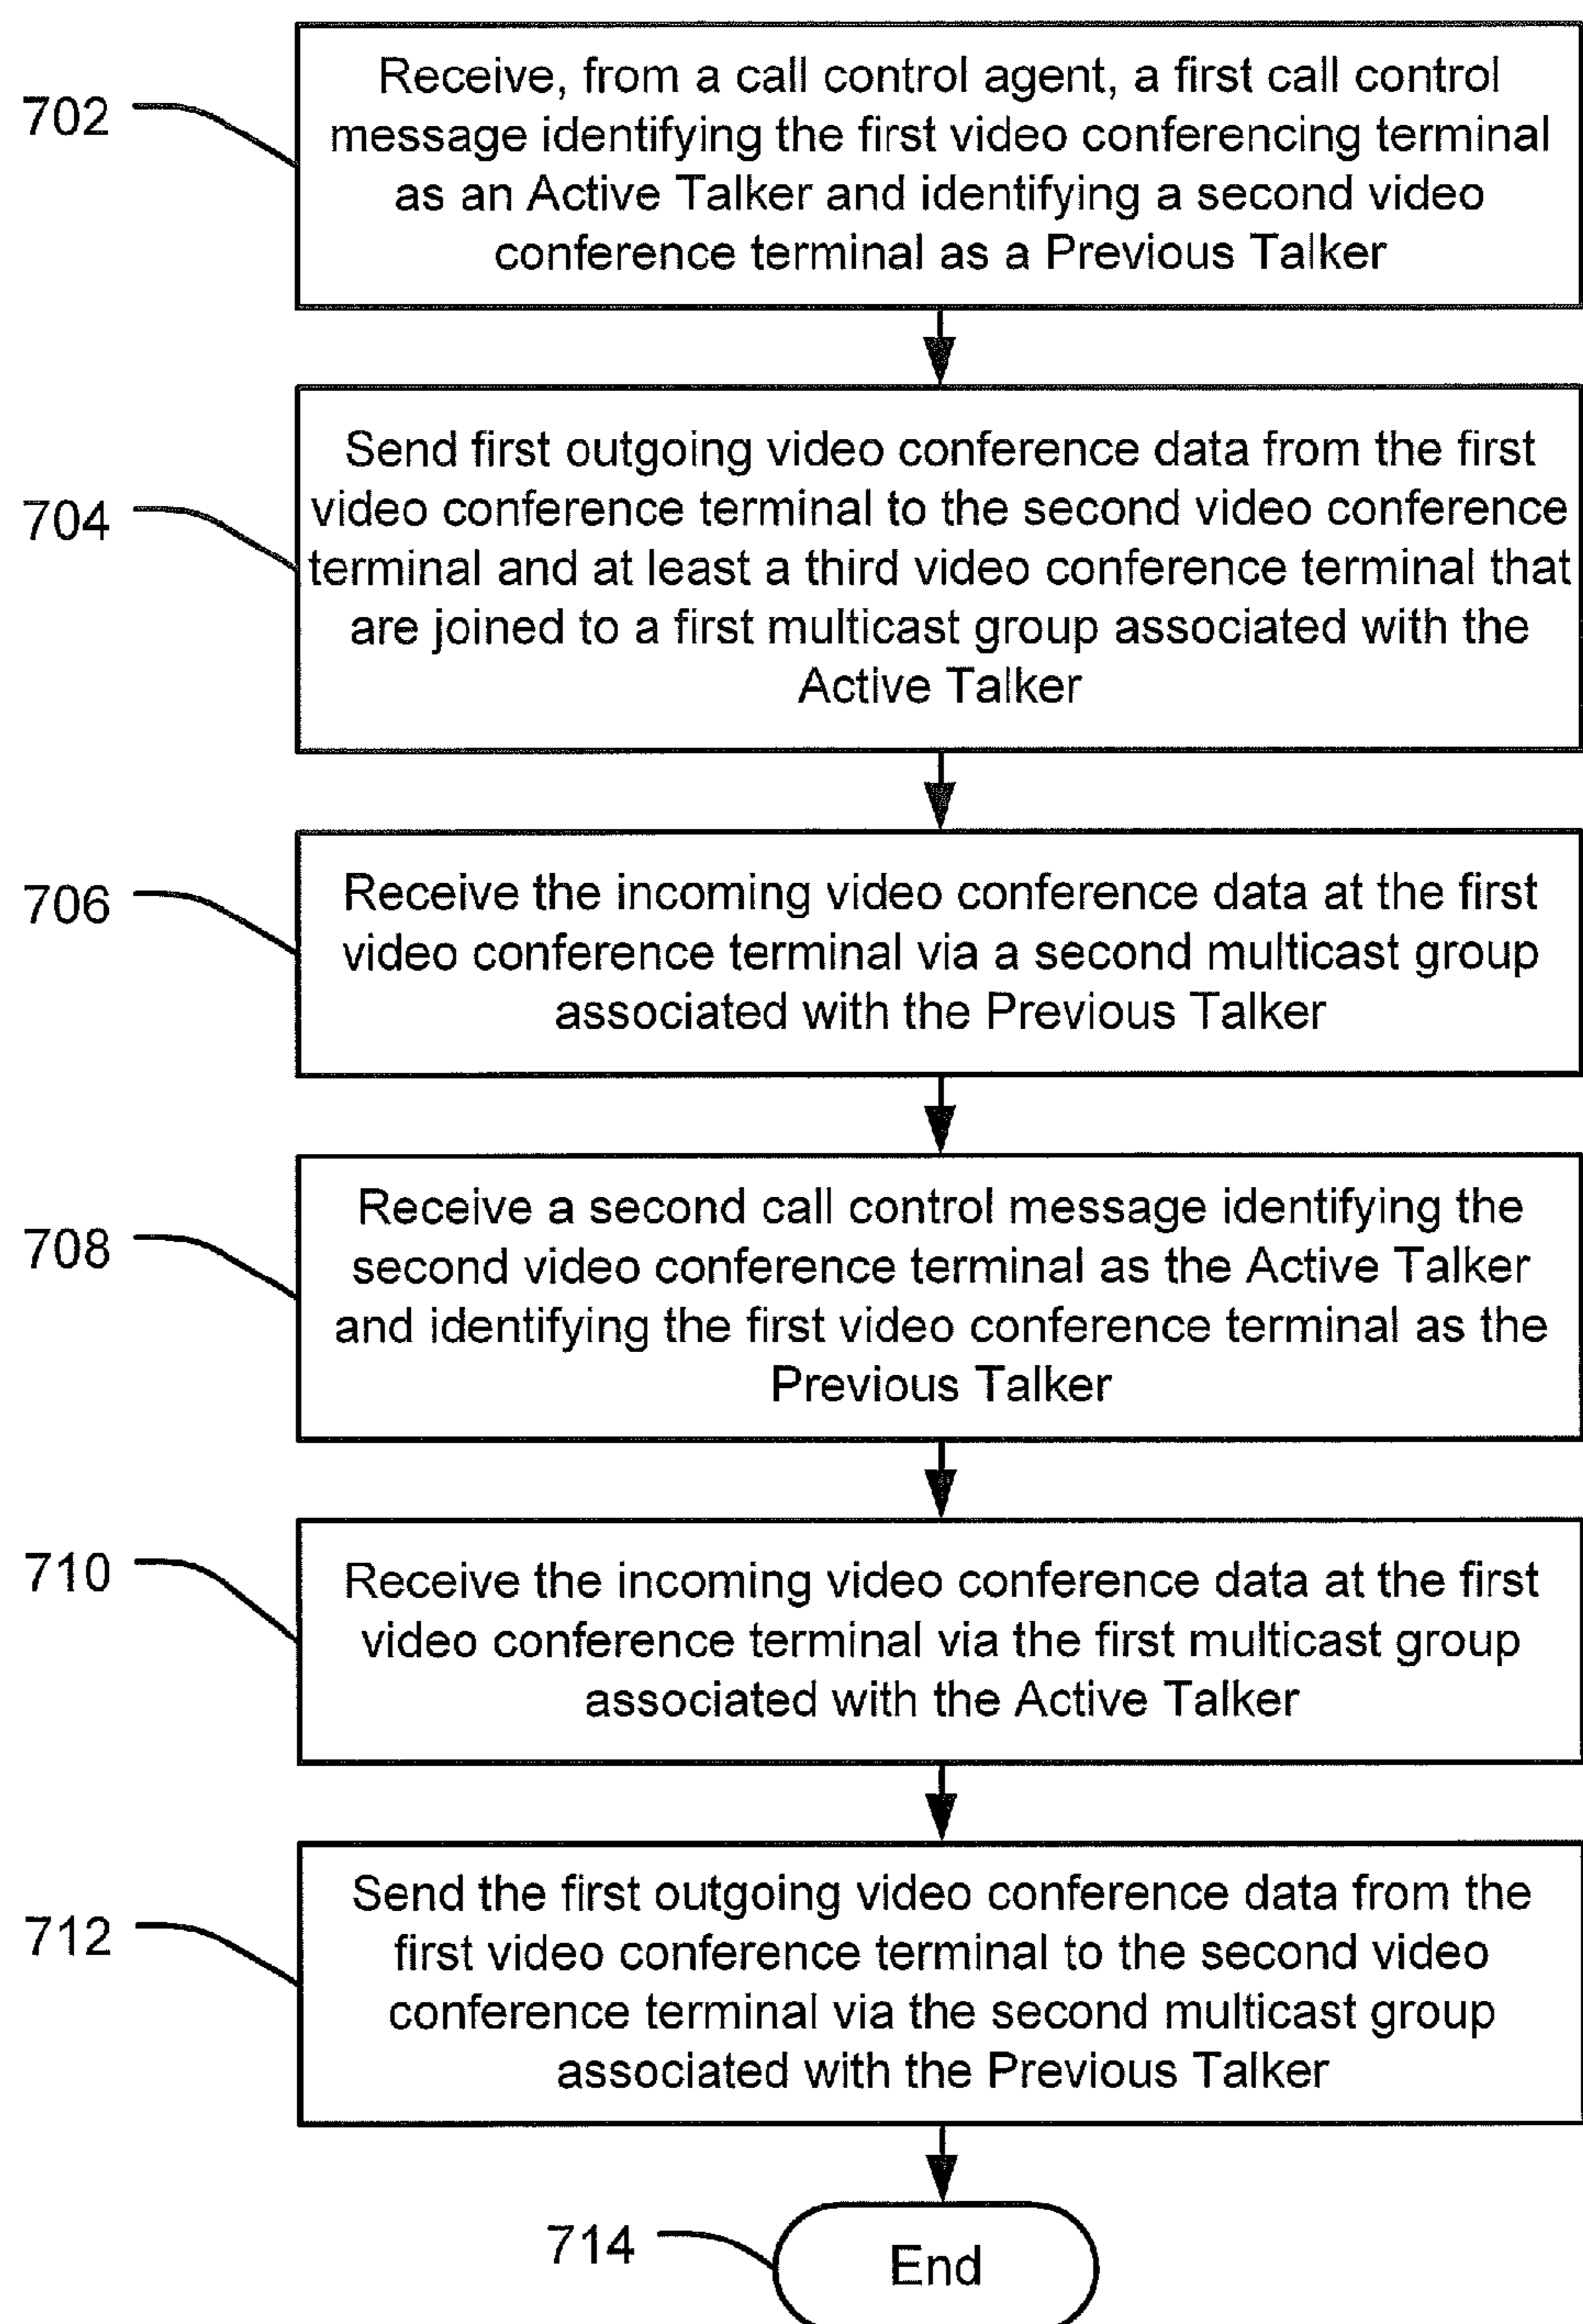 702
Receive, from a call control agent, a first call control
message identifying the first video conferencing terminal
as an Active Talker and identifying a second video
conference terminal as a Previous Talker
704
Send first outgoing video conference data from the first
video conference terminal to the second video conference
terminal and at least a third video conference terminal that
are joined to a first multicast group associated with the
Active Talker
706
Receive the incoming video conference data at the first
video conference terminal via a second multicast group
associated with the Previous Talker
708
Receive a second call control message identifying the
second video conference terminal as the Active Talker
and identifying the first video conference terminal as the
Previous Talker
710
Receive the incoming video conference data at the first
video conference terminal via the first multicast group
associated with the Active Talker
712
Send the first outgoing video conference data from the
first video conference terminal to the second video
conference terminal via the second multicast group
associated with the Previous Talker
714
End